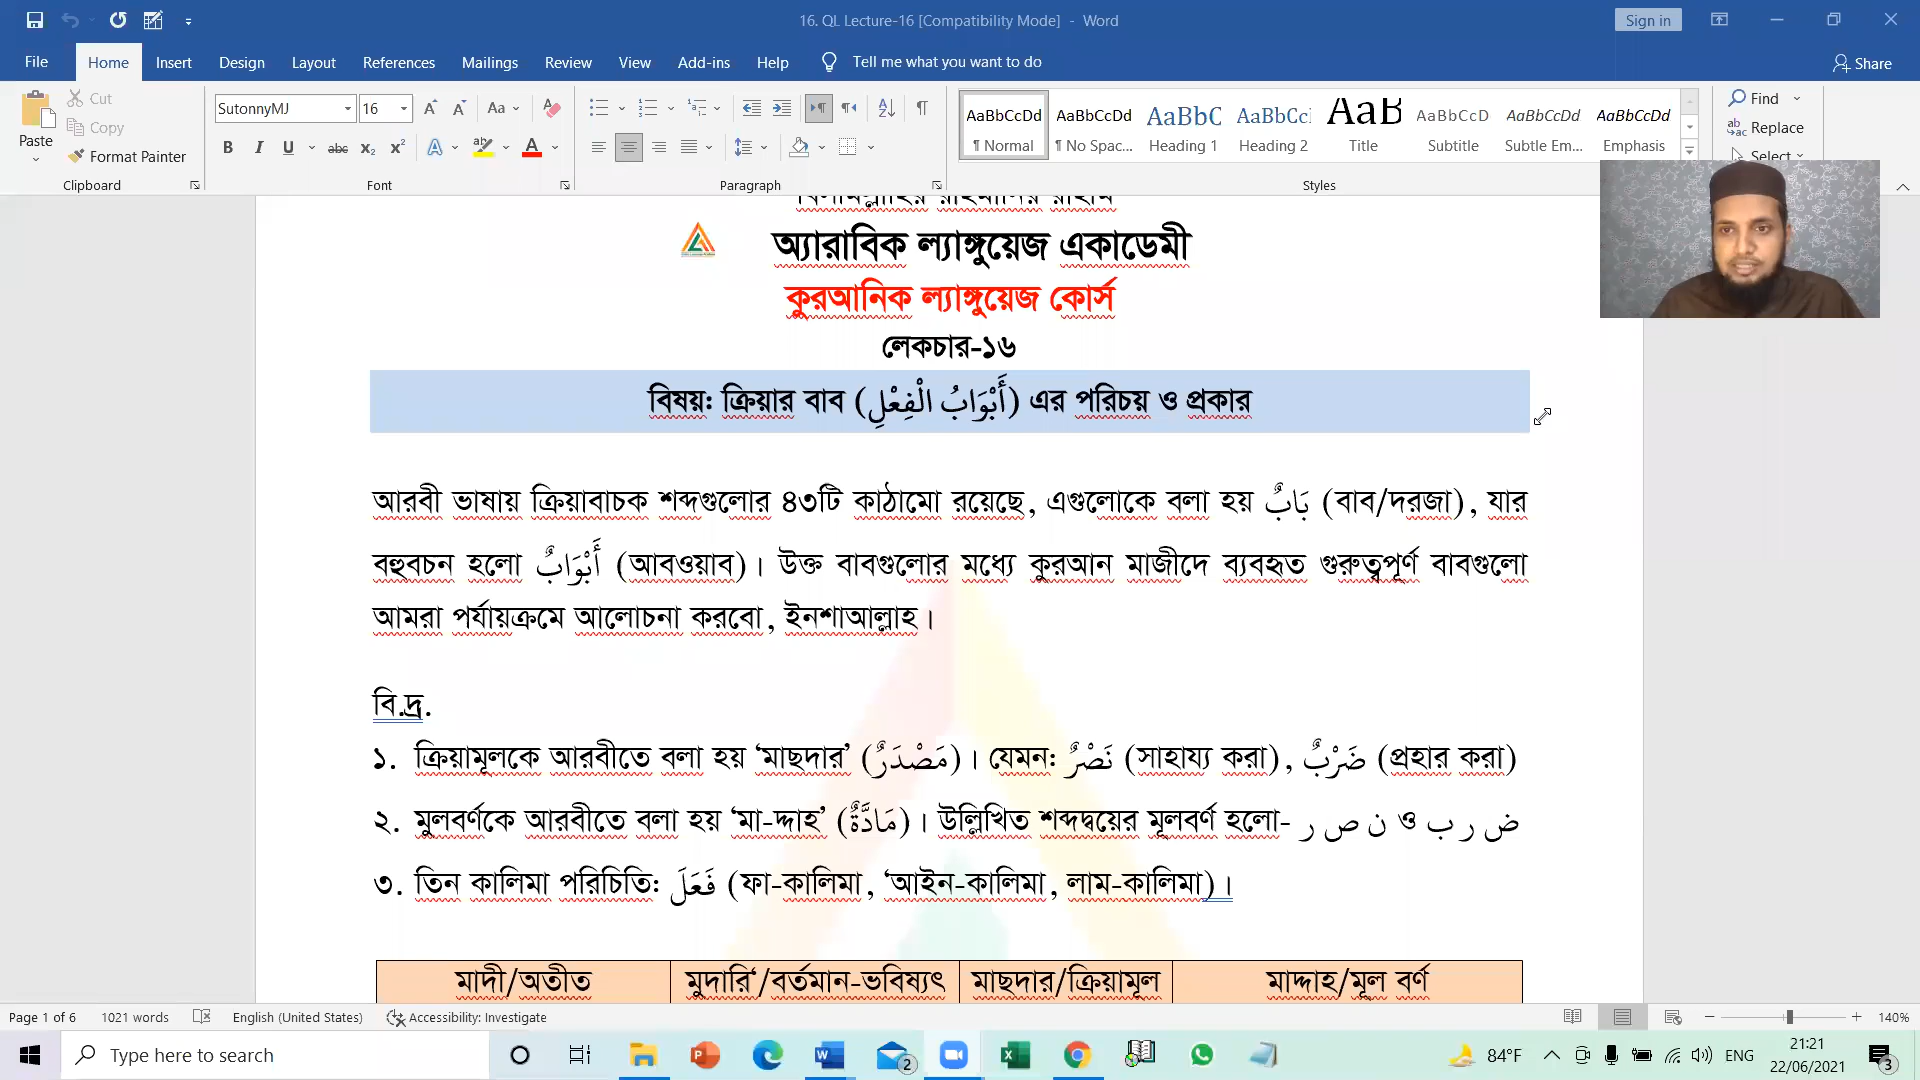 16. QL Lecture-16 [Compatibility Mode] - Word
Sign in
File Home Insert Design Layout References Mailings Review View Add-ins Help Tell me what you want to do Share
Paste
Cut
Copy
Format Painter
Clipboard
SutonnyMJ 16
Font
Paragraph
AaBbCcDd ¶ Normal
AaBbCcDd ¶ No Spac...
AaBbC Heading 1
AaBbCc Heading 2
AaB Title
AaBbCcD Subtitle
AaBbCcDd Subtle Em...
AaBbCcDd Emphasis
Styles
Find
Replace
Select
অ্যারাবিক ল্যাঙ্গুয়েজ একাডেমী
কুরআনিক ল্যাঙ্গুয়েজ কোর্স
লেকচার-১৬
বিষয়: ক্রিয়ার বাব (أَبْوَابُ الْفِعْلِ) এর পরিচয় ও প্রকার
আরবী ভাষায় ক্রিয়াবাচক শব্দগুলোর ৪৩টি কাঠামো রয়েছে, এগুলোকে বলা হয় بَابٌ (বাব/দরজা), যার
বহুবচন হলো أَبْوَابٌ (আবওয়াব)। উক্ত বাবগুলোর মধ্যে কুরআন মাজীদে ব্যবহৃত গুরুত্বপূর্ণ বাবগুলো
আমরা পর্যায়ক্রমে আলোচনা করবো, ইনশাআল্লাহ।
বি.দ্র.
১. ক্রিয়ামূলকে আরবীতে বলা হয় ‘মাছদার’ (مَصْدَرٌ)। যেমন: نَصْرٌ (সাহায্য করা), ضَرْبٌ (প্রহার করা)
২. মুলবর্ণকে আরবীতে বলা হয় ‘মা-দ্দাহ’ (مَادَّةٌ)। উল্লিখিত শব্দদ্বয়ের মূলবর্ণ হলো- ن ص ر ও ض ر ب
৩. তিন কালিমা পরিচিতি: فَعَلَ (ফা-কালিমা, ‘আইন-কালিমা, লাম-কালিমা)।
মাদী/অতীত মুদারি‘/বর্তমান-ভবিষ্যৎ মাছদার/ক্রিয়ামূল মাদ্দাহ/মূল বর্ণ
Page 1 of 6 1021 words English (United States) Accessibility: Investigate 140%
Type here to search
2
84°F ENG
21:21
22/06/2021
3